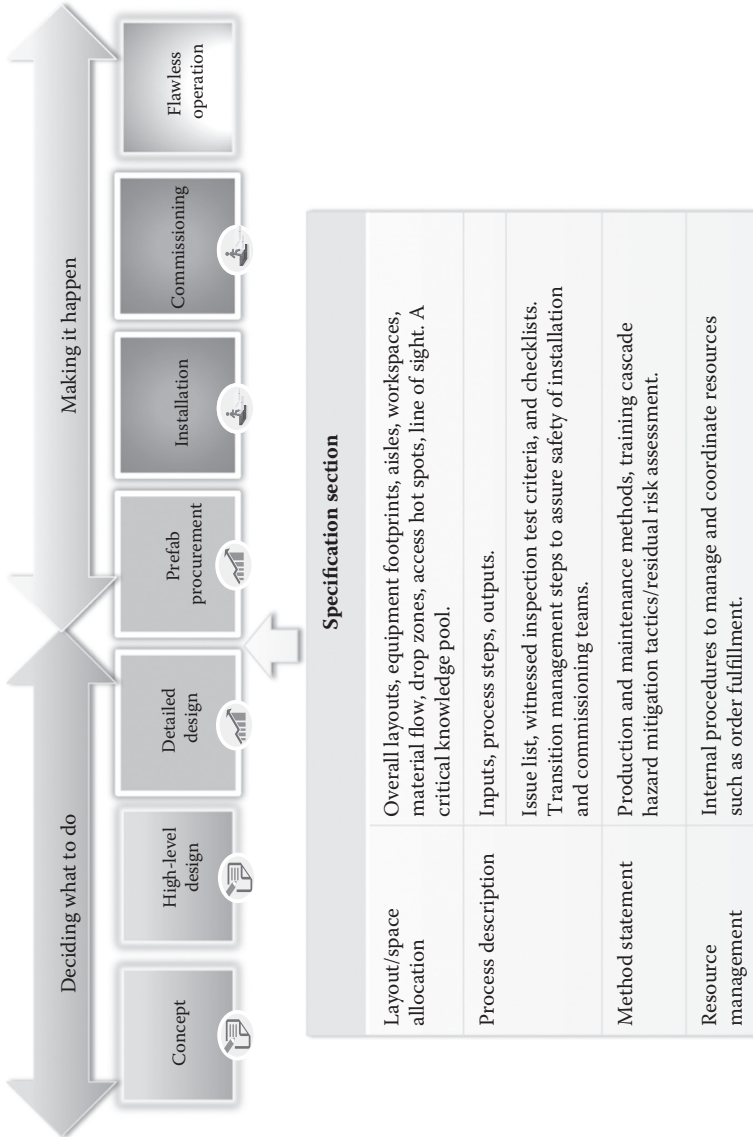 Deciding what to do
Making it happen
Concept
High-level
design
Detailed
design
Prefab
procurement
Installation
Commissioning
Flawless
operation
Specification section
Layout/space
allocation
Overall layouts, equipment footprints, aisles, workspaces,
material flow, drop zones, access hot spots, line of sight. A
critical knowledge pool.
Process description
Inputs, process steps, outputs.
Issue list, witnessed inspection test criteria, and checklists.
Transition management steps to assure safety of installation
and commissioning teams.
Method statement
Production and maintenance methods, training cascade
hazard mitigation tactics/residual risk assessment.
Resource
management
Internal procedures to manage and coordinate resources
such as order fulfillment.